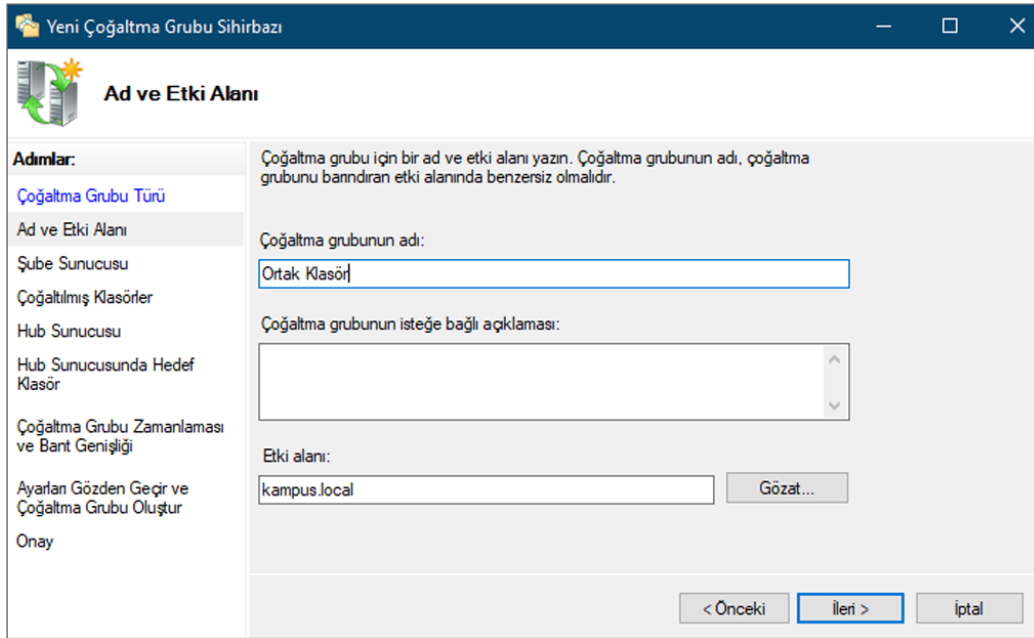 Yeni Çoğaltma Grubu Sihirbazı
Ad ve Etki Alanı
Adımlar:
Çoğaltma Grubu Türü
Ad ve Etki Alanı
Şube Sunucusu
Çoğaltılmış Klasörler
Hub Sunucusu
Hub Sunucusunda Hedef
Klasör
Çoğaltma Grubu Zamanlaması
ve Bant Genişliği
Ayarları Gözden Geçir ve
Çoğaltma Grubu Oluştur
Onay
Çoğaltma grubu için bir ad ve etki alanı yazın. Çoğaltma grubunun adı, çoğaltma
grubunu barındıran etki alanında benzersiz olmalıdır.
Çoğaltma grubunun adı:
Ortak Klasör
Çoğaltma grubunun isteğe bağlı açıklaması:
Etki alanı:
kampus.local
Gözat...
< Önceki
İleri >
İptal